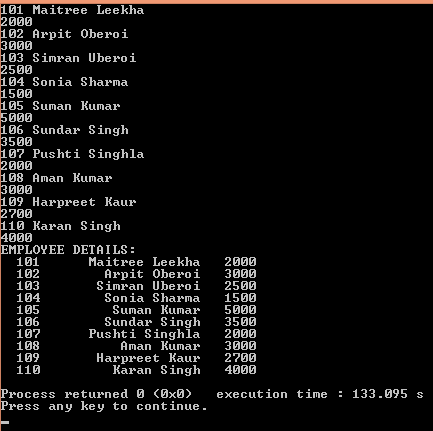 101 Maitree Leekha
2000
102 Arpit Oberoi
3000
103 Simran Uberoi
2500
104 Sonia Sharma
1500
105 Suman Kumar
5000
106 Sundar Singh
3500
107 Pushti Singhla
2000
108 Aman Kumar
3000
109 Harpreet Kaur
2700
110 Karan Singh
4000
EMPLOYEE DETAILS:
101 Maitree Leekha 2000
102 Arpit Oberoi 3000
103 Simran Uberoi 2500
104 Sonia Sharma 1500
105 Suman Kumar 5000
106 Sundar Singh 3500
107 Pushti Singhla 2000
108 Aman Kumar 3000
109 Harpreet Kaur 2700
110 Karan Singh 4000
Process returned 0 (0x0) execution time : 133.095 s
Press any key to continue.